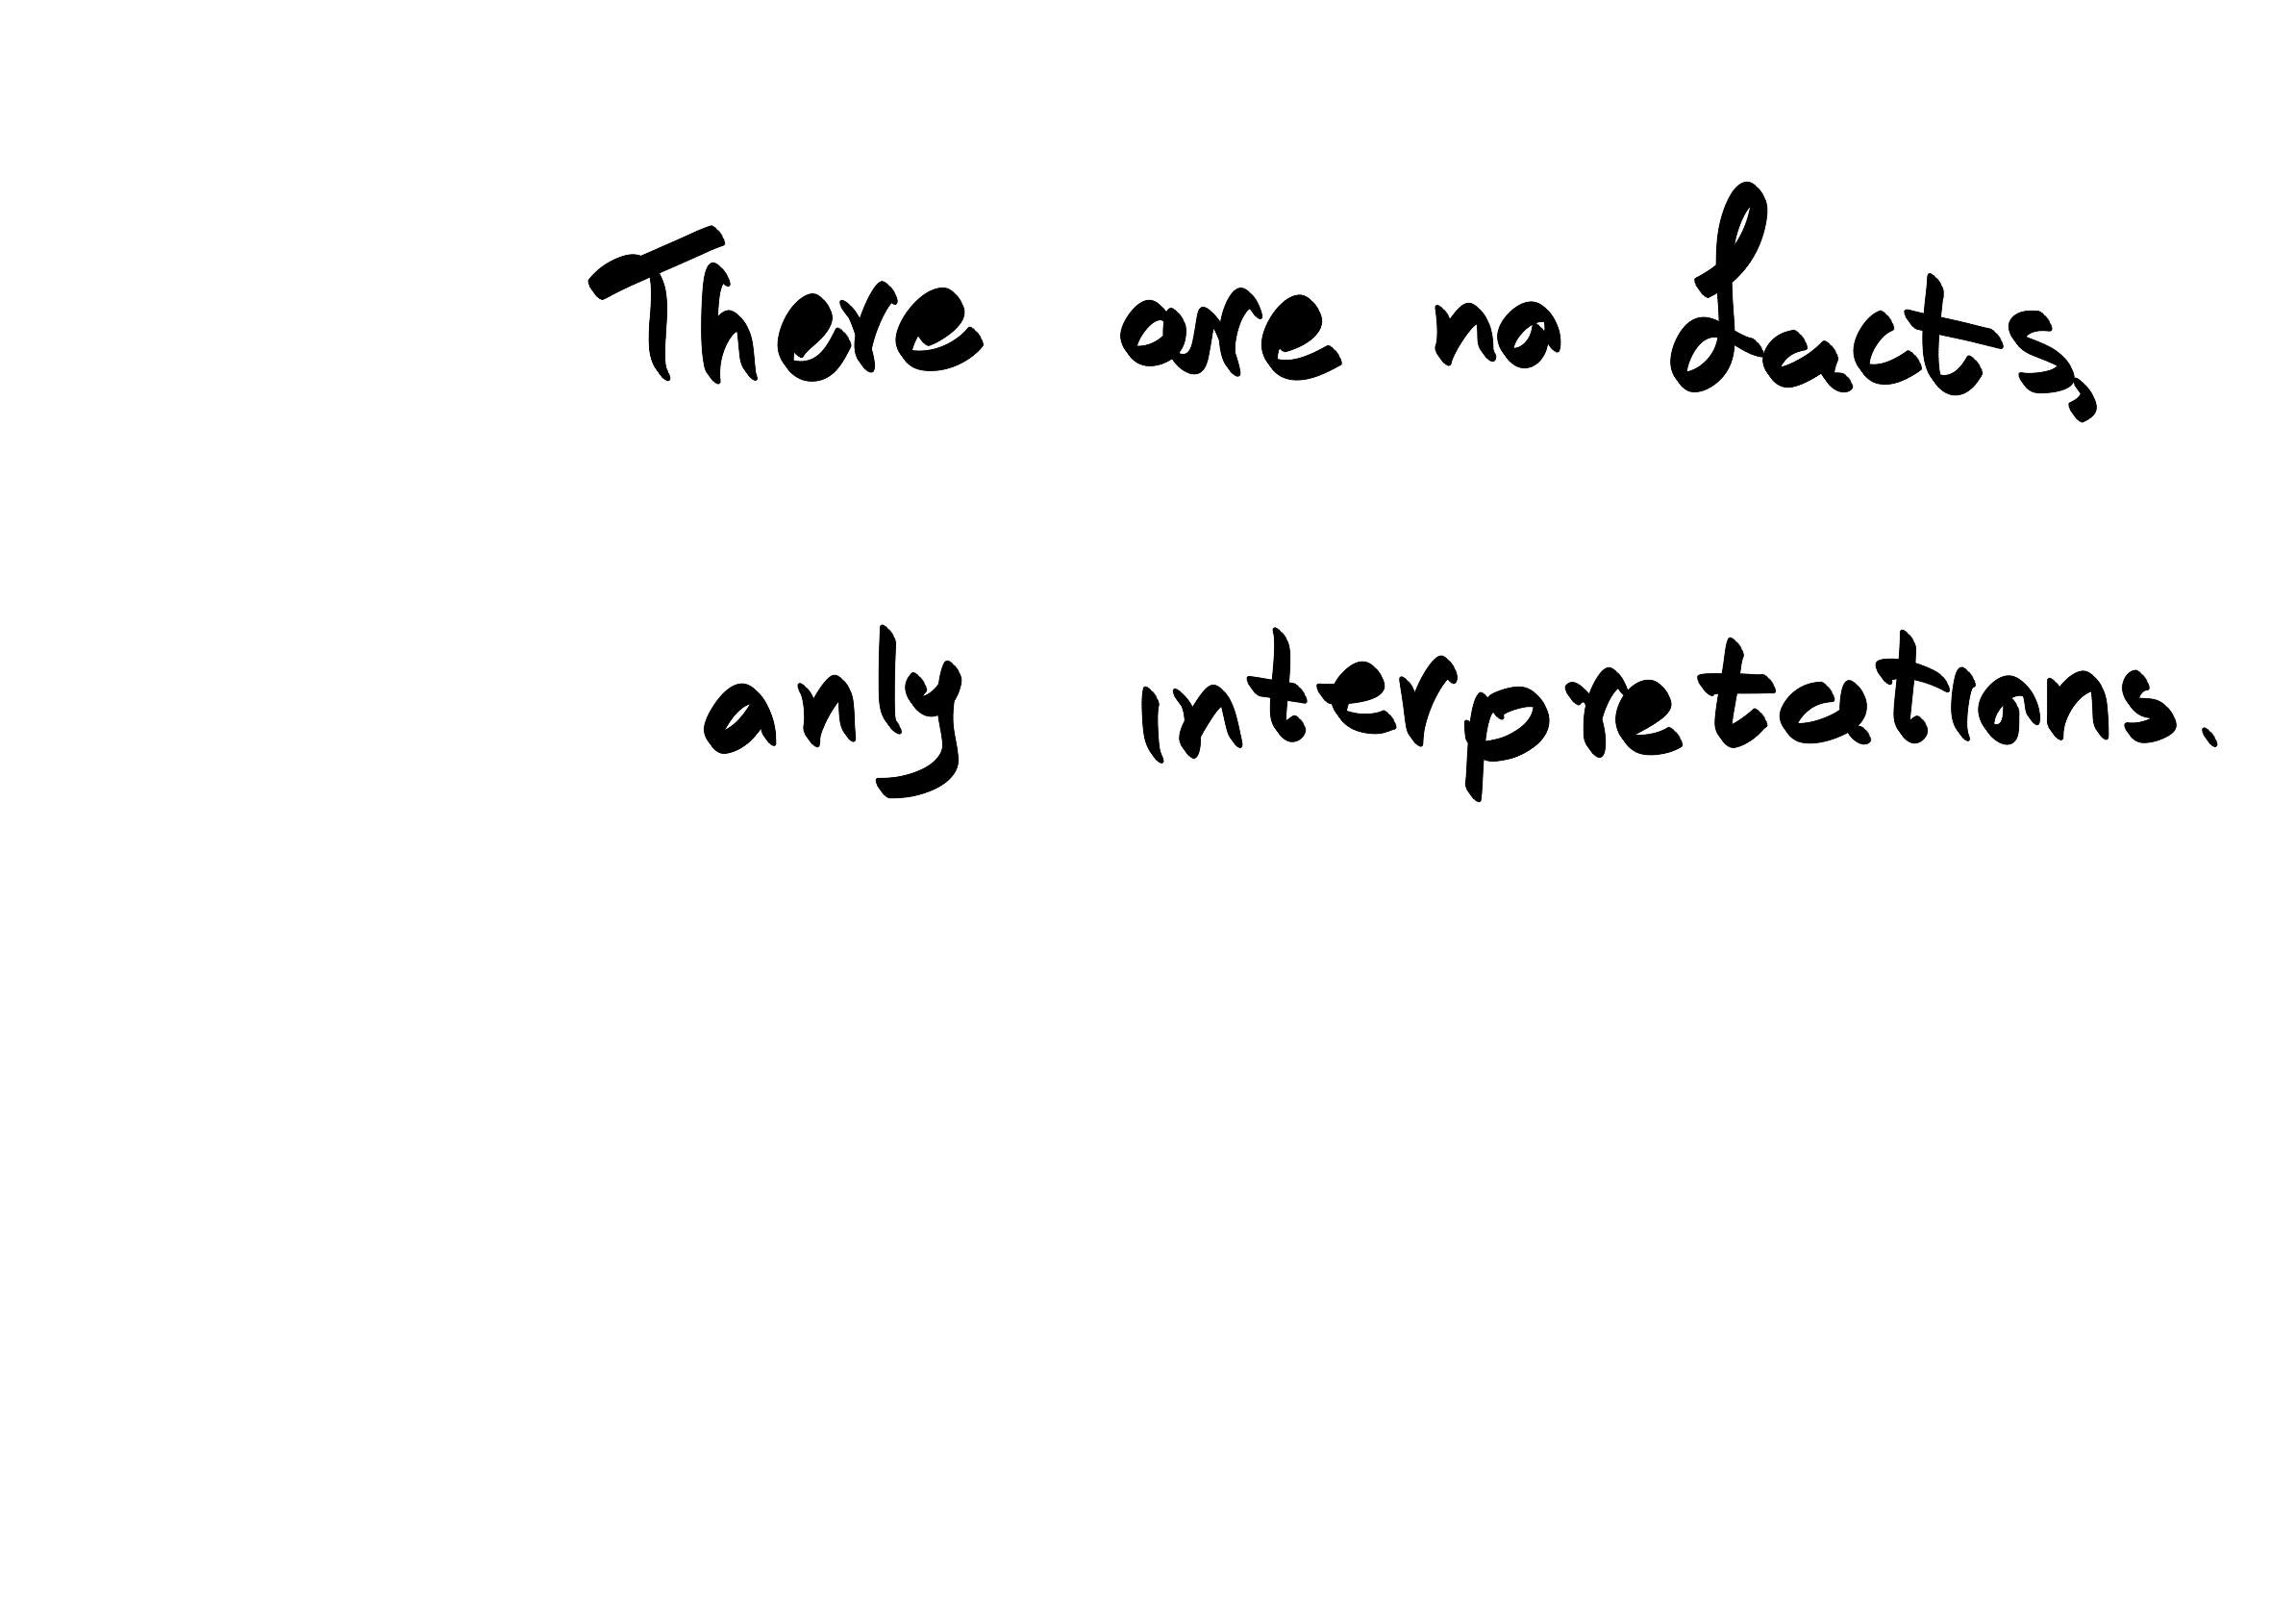 There are no facts,
only interpretations.